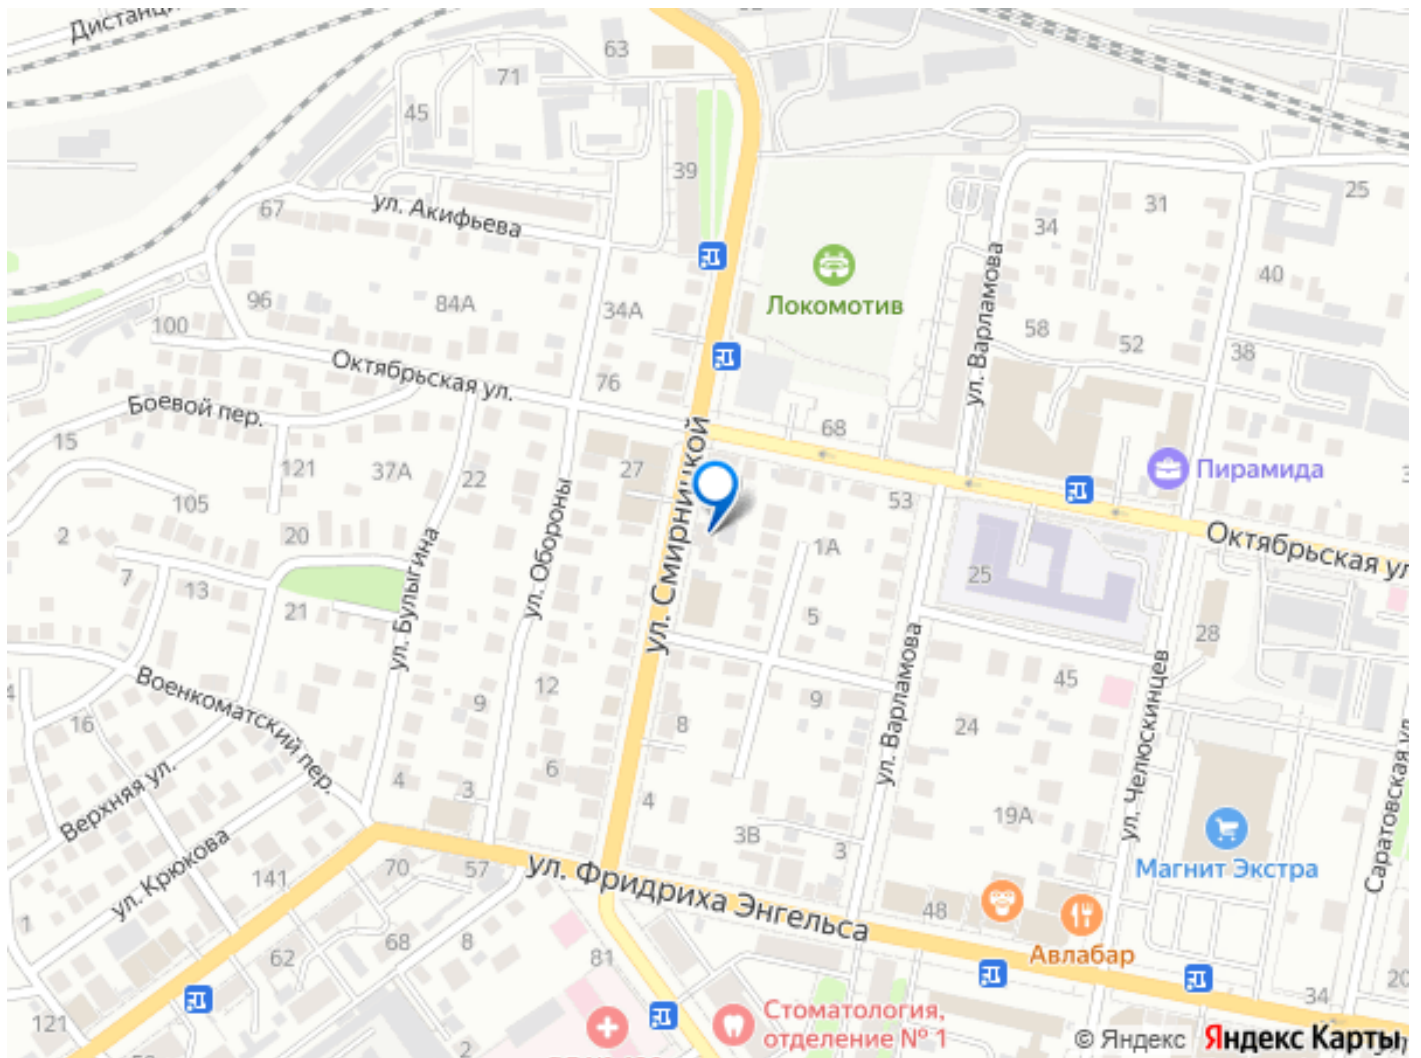 Дистанц
63
71
45
39
67
ул. Акифьева
31
25
34
ул. Варламова
40
Локомотив
96
84А
34А
100
58
52
38
Октябрьская ул.
76
Боевой пер.
68
15
121
37А
22
27
ул. Смирницкой
Пирамида
105
53
2
20
ул. Обороны
1А
Октябрьская ул
7
13
25
21
ул. Булыгина
5
28
Военкоматский пер.
12
9
45
16
9
8
24
ул. Варламова
ул. Челюскинцев
Саратовская ул.
6
4
3
4
Верхняя ул.
19А
3В
3
ул. Крюкова
141
70
57
ул. Фридриха Энгельса
Магнит Экстра
48
1
68
8
Авлабар
62
81
34
20
121
Стоматология,
отделение № 1
2
© Яндекс Яндекс Карты